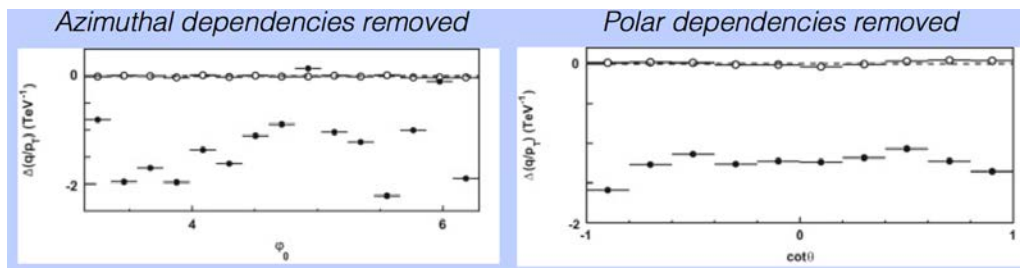 Azimuthal dependencies removed
Δ(q/pT) (TeV-1)
0
-2
4
6
φ0
Polar dependencies removed
Δ(q/pT) (TeV-1)
0
-2
-1
0
1
cotθ